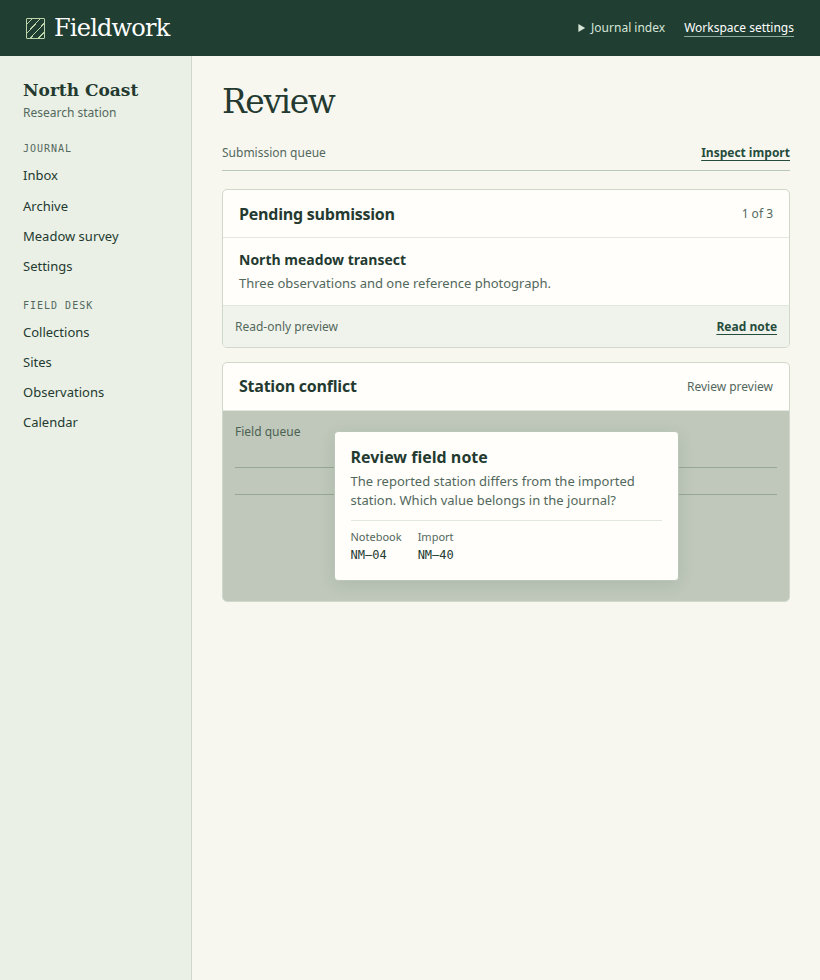 Fieldwork
Journal index
Workspace settings
North Coast
Research station
JOURNAL
Inbox
Archive
Meadow survey
Settings
FIELD DESK
Collections
Sites
Observations
Calendar
Review
Submission queue
Inspect import
Pending submission
1 of 3
North meadow transect
Three observations and one reference photograph.
Read-only preview
Read note
Station conflict
Review preview
Field queue
Review field note
The reported station differs from the imported
station. Which value belongs in the journal?
Notebook Import
NM—04 NM—40